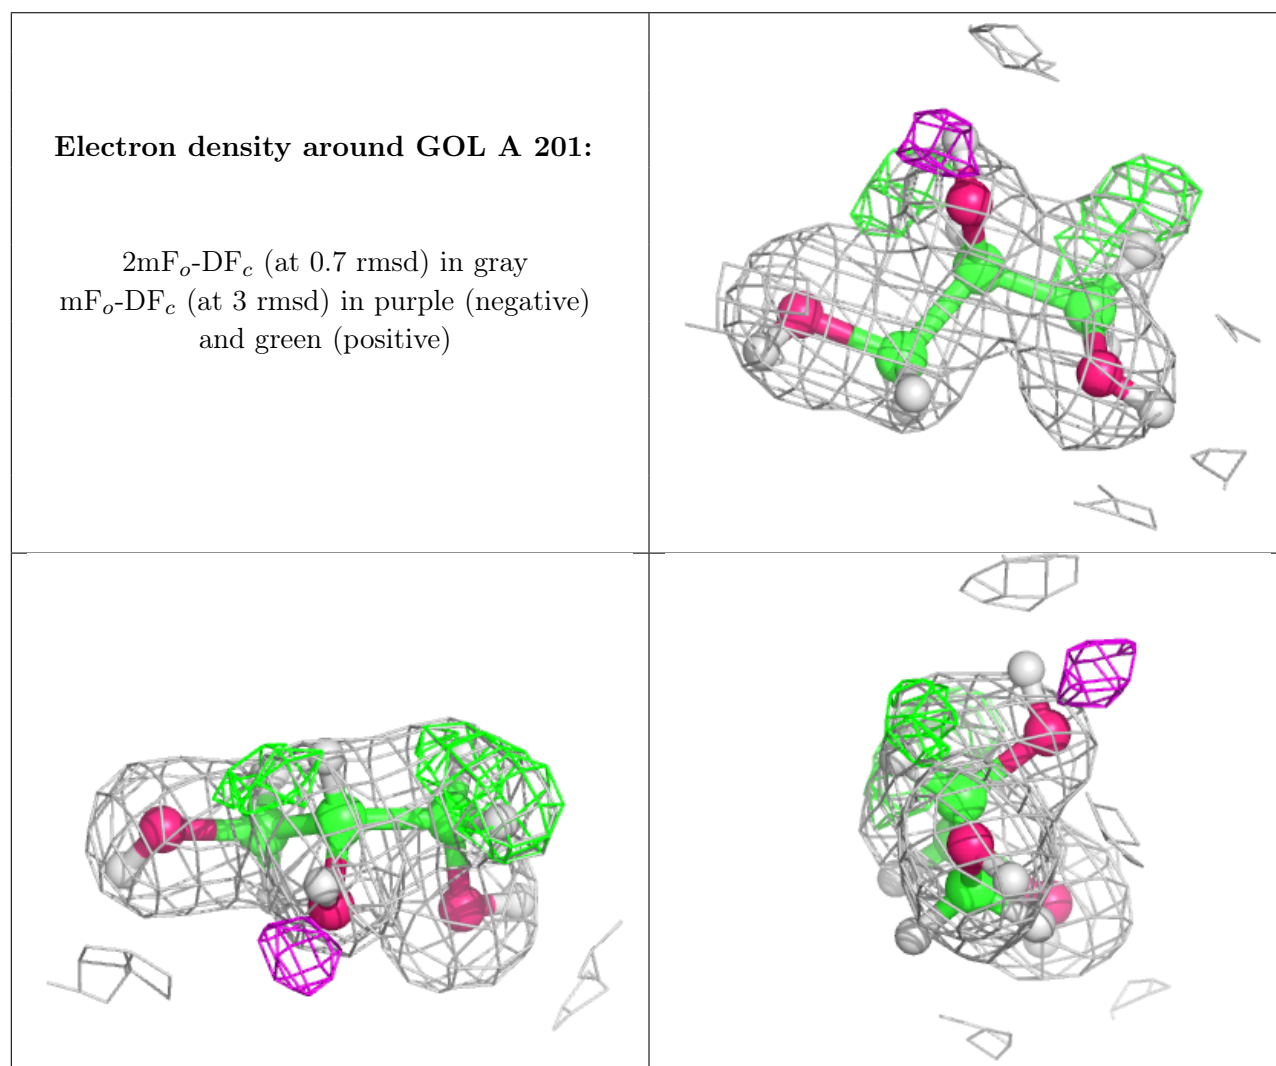 Electron density around GOL A 201:
2mFo-DFc (at 0.7 rmsd) in gray
mFo-DFc (at 3 rmsd) in purple (negative)
and green (positive)